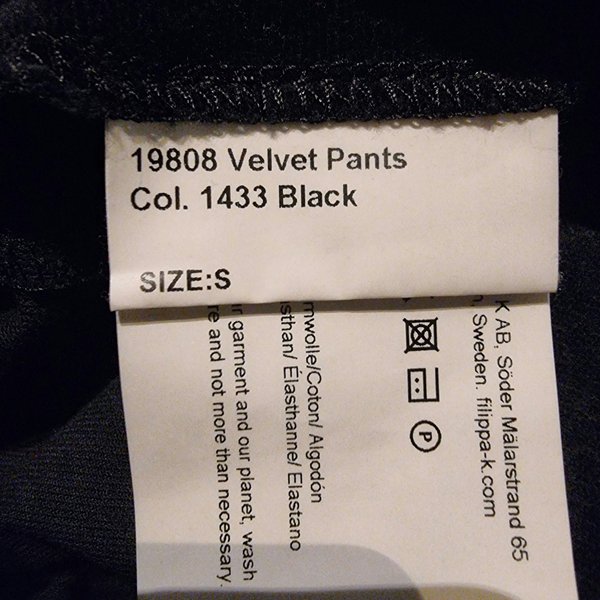 19808 Velvet Pants
Col. 1433 Black
SIZE:S
K AB, Söder Mälarstrand 65
Sweden. filippa-k.com
P
mwolle/Coton/ Algodón
sthan/ Élasthanne/ Elastano
garment and our planet, wash
re and not more than necessary.